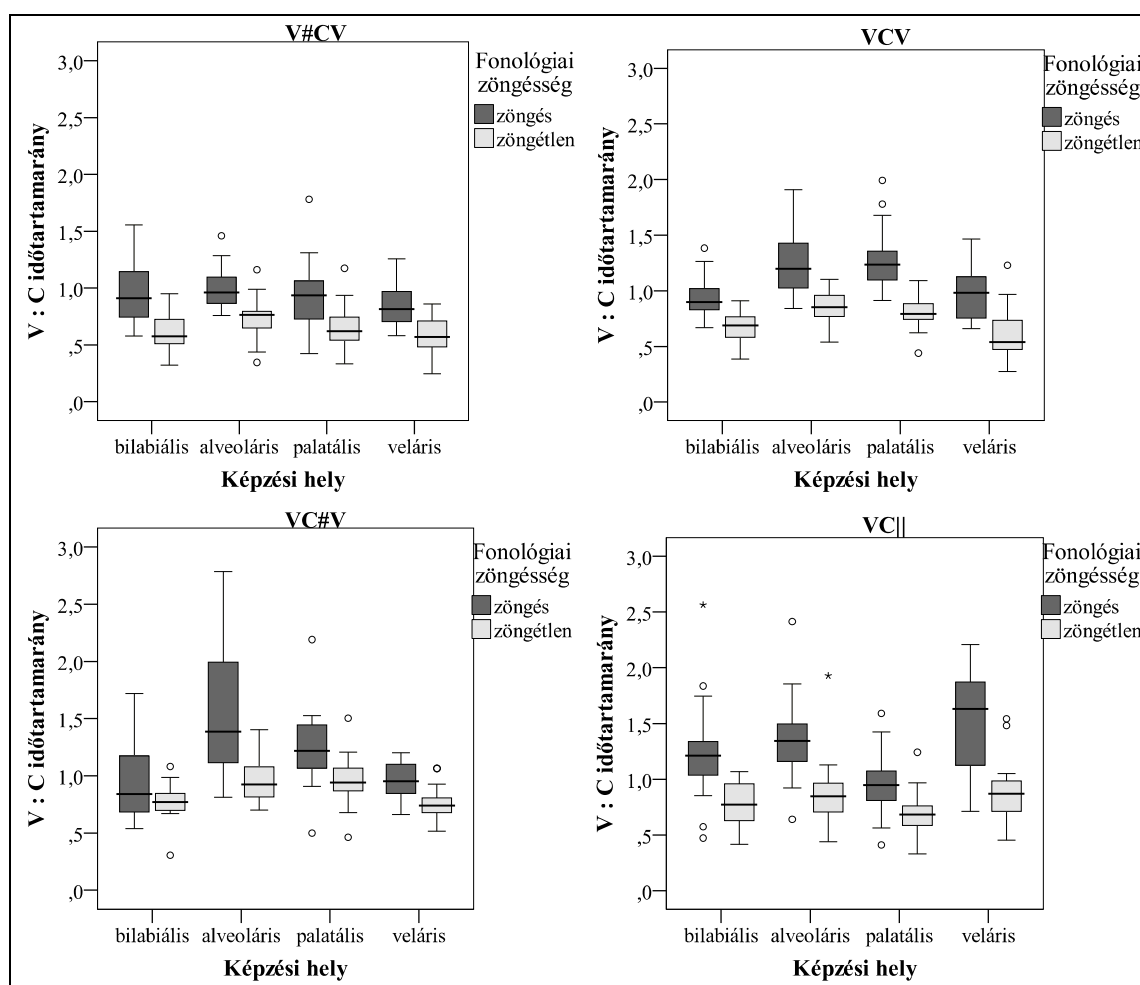 V#CV
3,0
2,5
2,0
1,5
1,0
,5
,0
V : C időtartamarány
bilabiális alveoláris palatális veláris
Képzési hely
Fonológiai
zöngésség
zöngés
zöngétlen
VCV
3,0
2,5
2,0
1,5
1,0
,5
,0
V : C időtartamarány
bilabiális alveoláris palatális veláris
Képzési hely
Fonológiai
zöngésség
zöngés
zöngétlen
VC#V
3,0
2,5
2,0
1,5
1,0
,5
,0
V : C időtartamarány
bilabiális alveoláris palatális veláris
Képzési hely
Fonológiai
zöngésség
zöngés
zöngétlen
VC||
3,0
2,5
2,0
1,5
1,0
,5
,0
V : C időtartamarány
bilabiális alveoláris palatális veláris
Képzési hely
Fonológiai
zöngésség
zöngés
zöngétlen